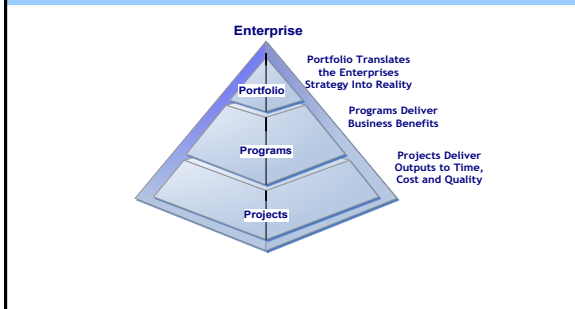 Enterprise
Portfolio Translates
the Enterprises
Strategy Into Reality
Portfolio
Programs Deliver
Business Benefits
Programs
Projects Deliver
Outputs to Time,
Cost and Quality
Projects